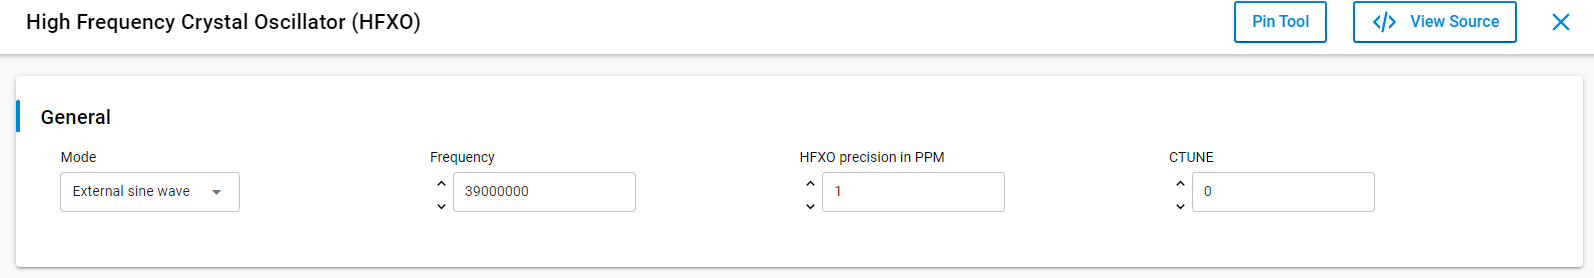 High Frequency Crystal Oscillator (HFXO)
Pin Tool
</> View Source
General
Mode
Frequency
HFXO precision in PPM
CTUNE
External sine wave
39000000
1
0